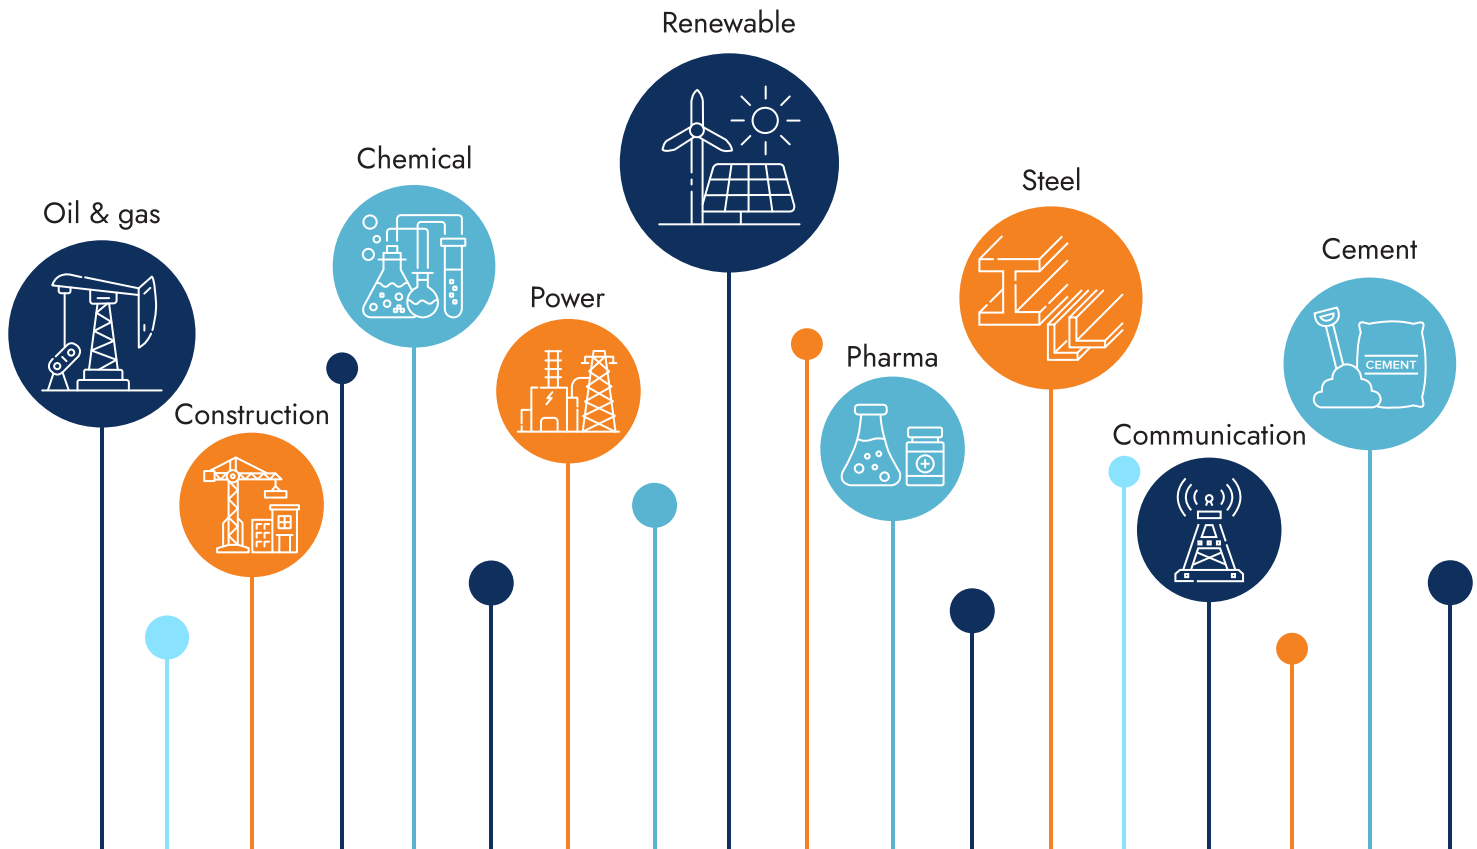 Renewable
Chemical
Steel
Oil & gas
Cement
Power
Pharma
CEMENT
Construction
Communication